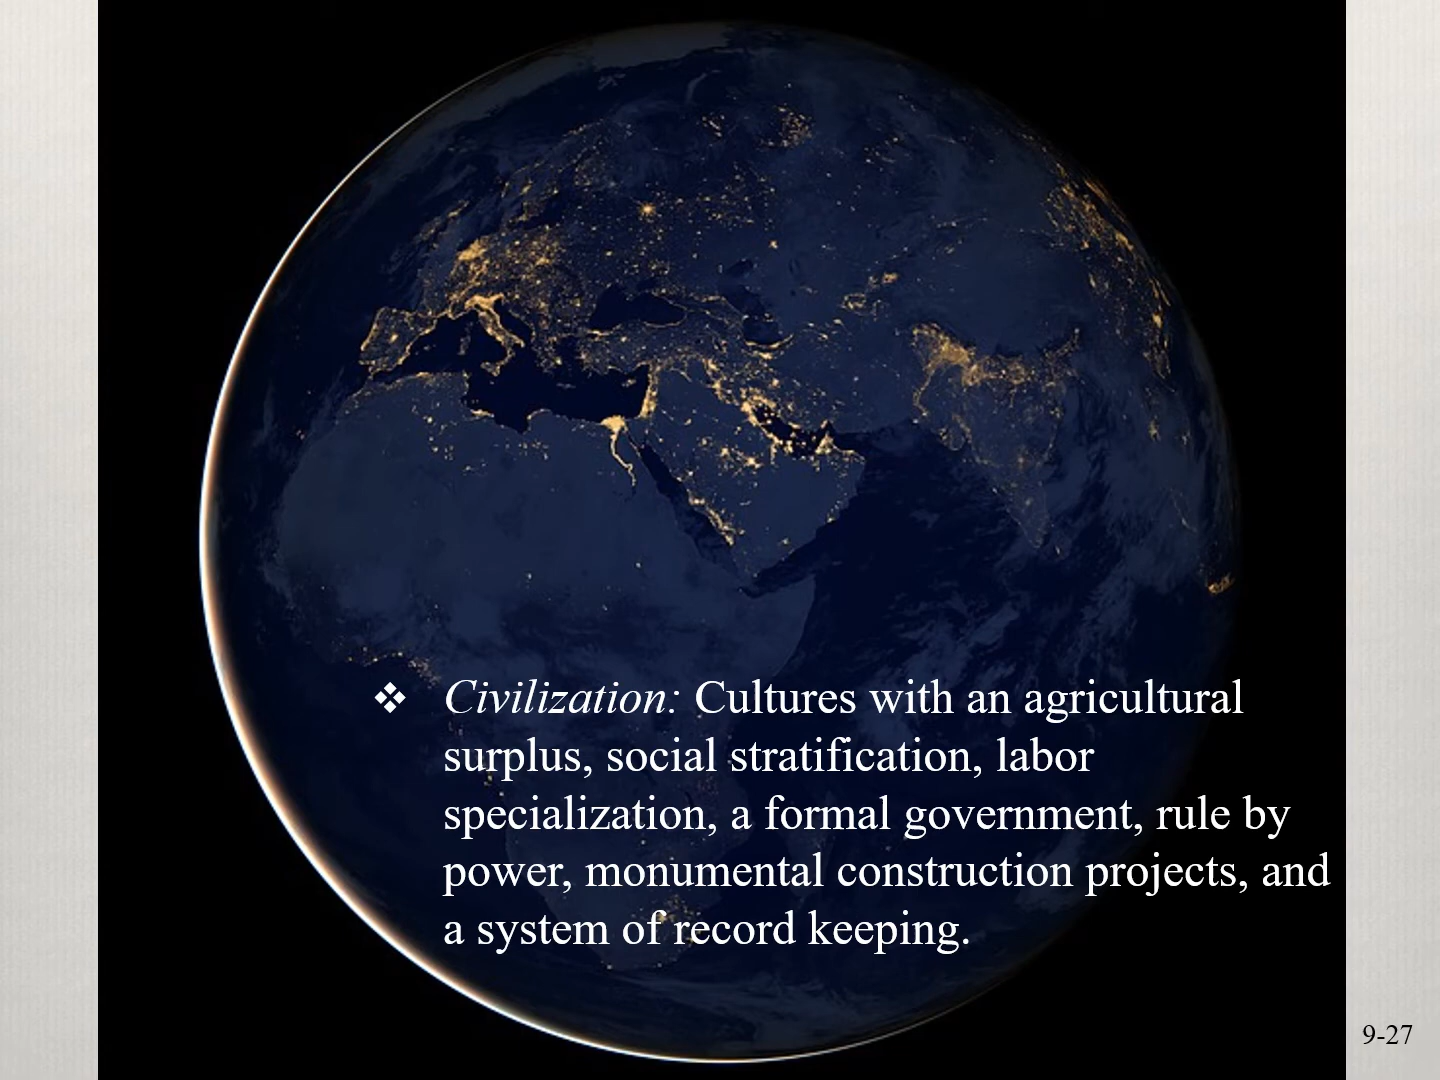 ❖ Civilization: Cultures with an agricultural
surplus, social stratification, labor
specialization, a formal government, rule by
power, monumental construction projects, and
a system of record keeping.
9-27